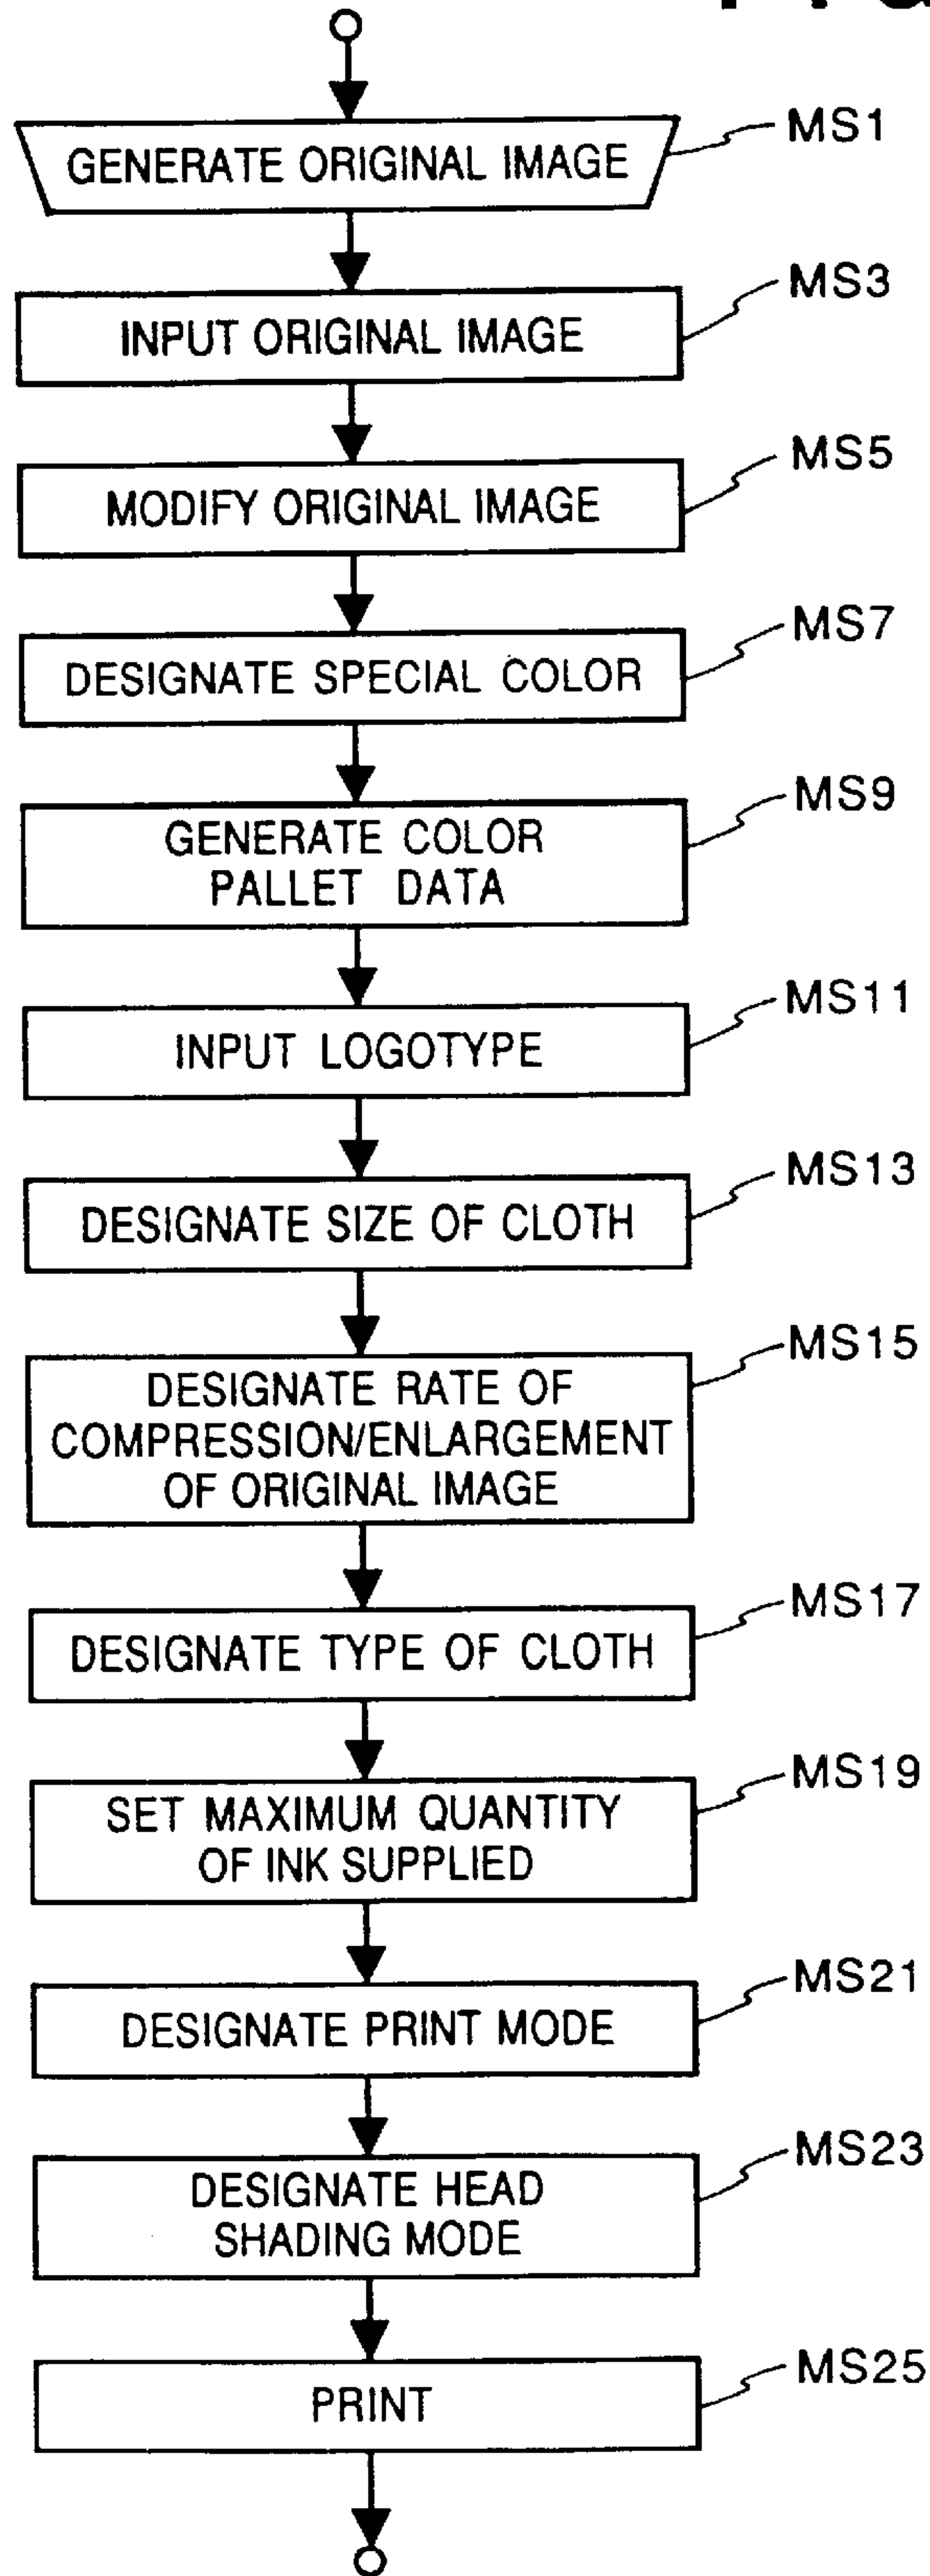 GENERATE ORIGINAL IMAGE
MS1
INPUT ORIGINAL IMAGE
MS3
MODIFY ORIGINAL IMAGE
MS5
DESIGNATE SPECIAL COLOR
MS7
GENERATE COLOR
PALLET DATA
MS9
INPUT LOGOTYPE
MS11
DESIGNATE SIZE OF CLOTH
MS13
DESIGNATE RATE OF
COMPRESSION/ENLARGEMENT
OF ORIGINAL IMAGE
MS15
DESIGNATE TYPE OF CLOTH
MS17
SET MAXIMUM QUANTITY
OF INK SUPPLIED
MS19
DESIGNATE PRINT MODE
MS21
DESIGNATE HEAD
SHADING MODE
MS23
PRINT
MS25